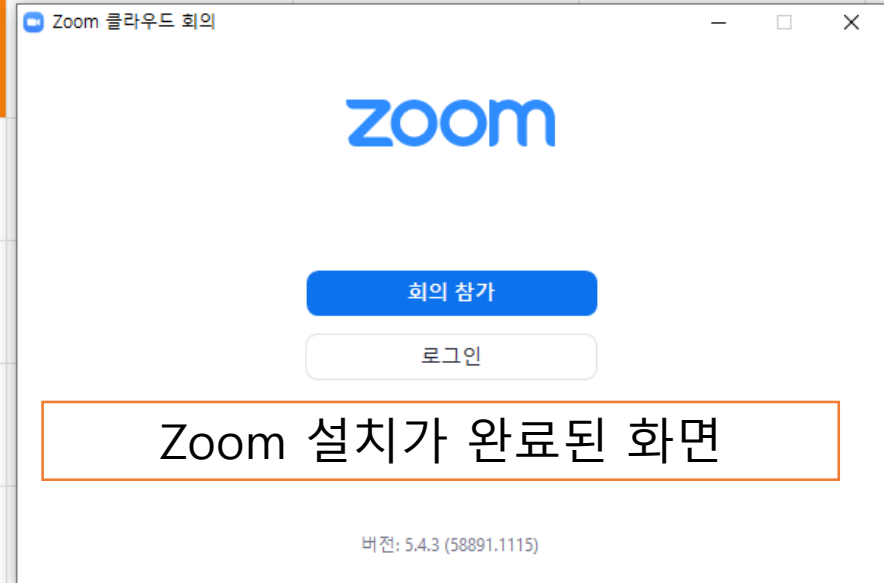 Zoom 클라우드 회의
zoom
회의 참가
로그인
Zoom 설치가 완료된 화면
버전: 5.4.3 (58891.1115)